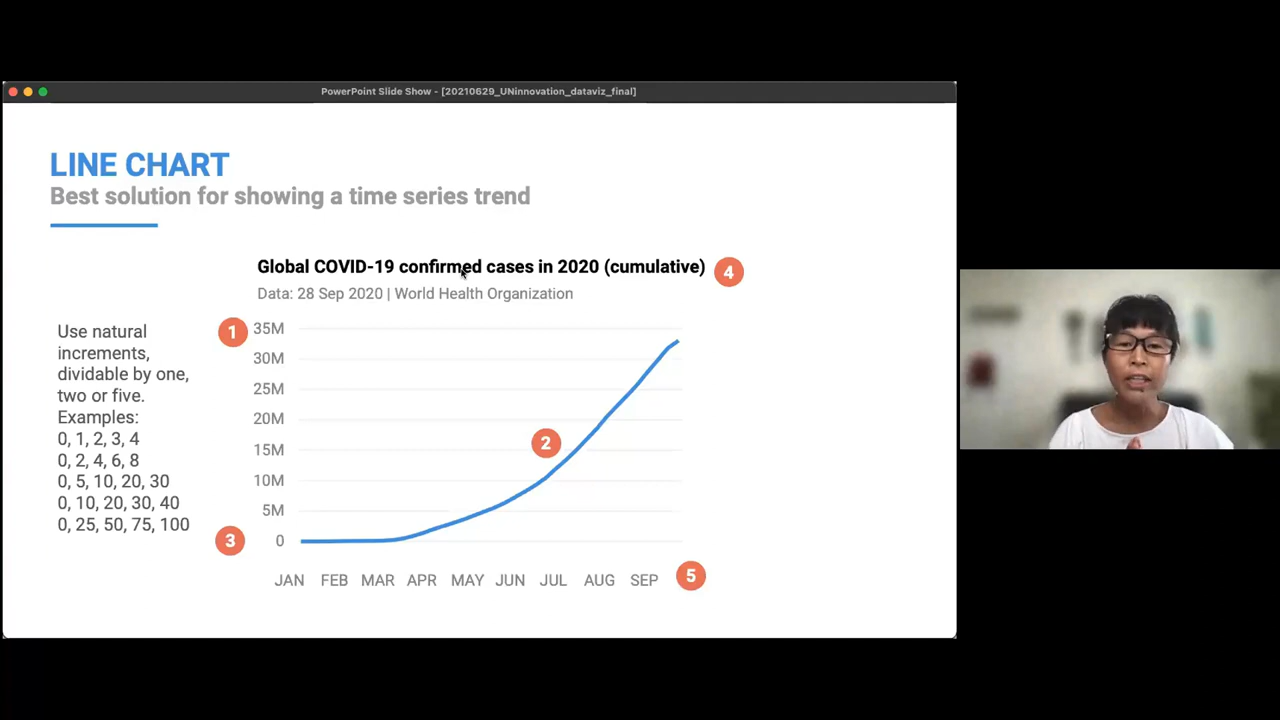 PowerPoint Slide Show - [20210629_UNinnovation_dataviz_final]
LINE CHART
Best solution for showing a time series trend
Global COVID-19 confirmed cases in 2020 (cumulative)
4
Data: 28 Sep 2020 | World Health Organization
Use natural
increments,
dividable by one,
two or five.
Examples:
0, 1, 2, 3, 4
0, 2, 4, 6, 8
0, 5, 10, 20, 30
0, 10, 20, 30, 40
0, 25, 50, 75, 100
1
35M
30M
25M
20M
15M
10M
5M
0
2
3
JAN FEB MAR APR MAY JUN JUL AUG SEP
5